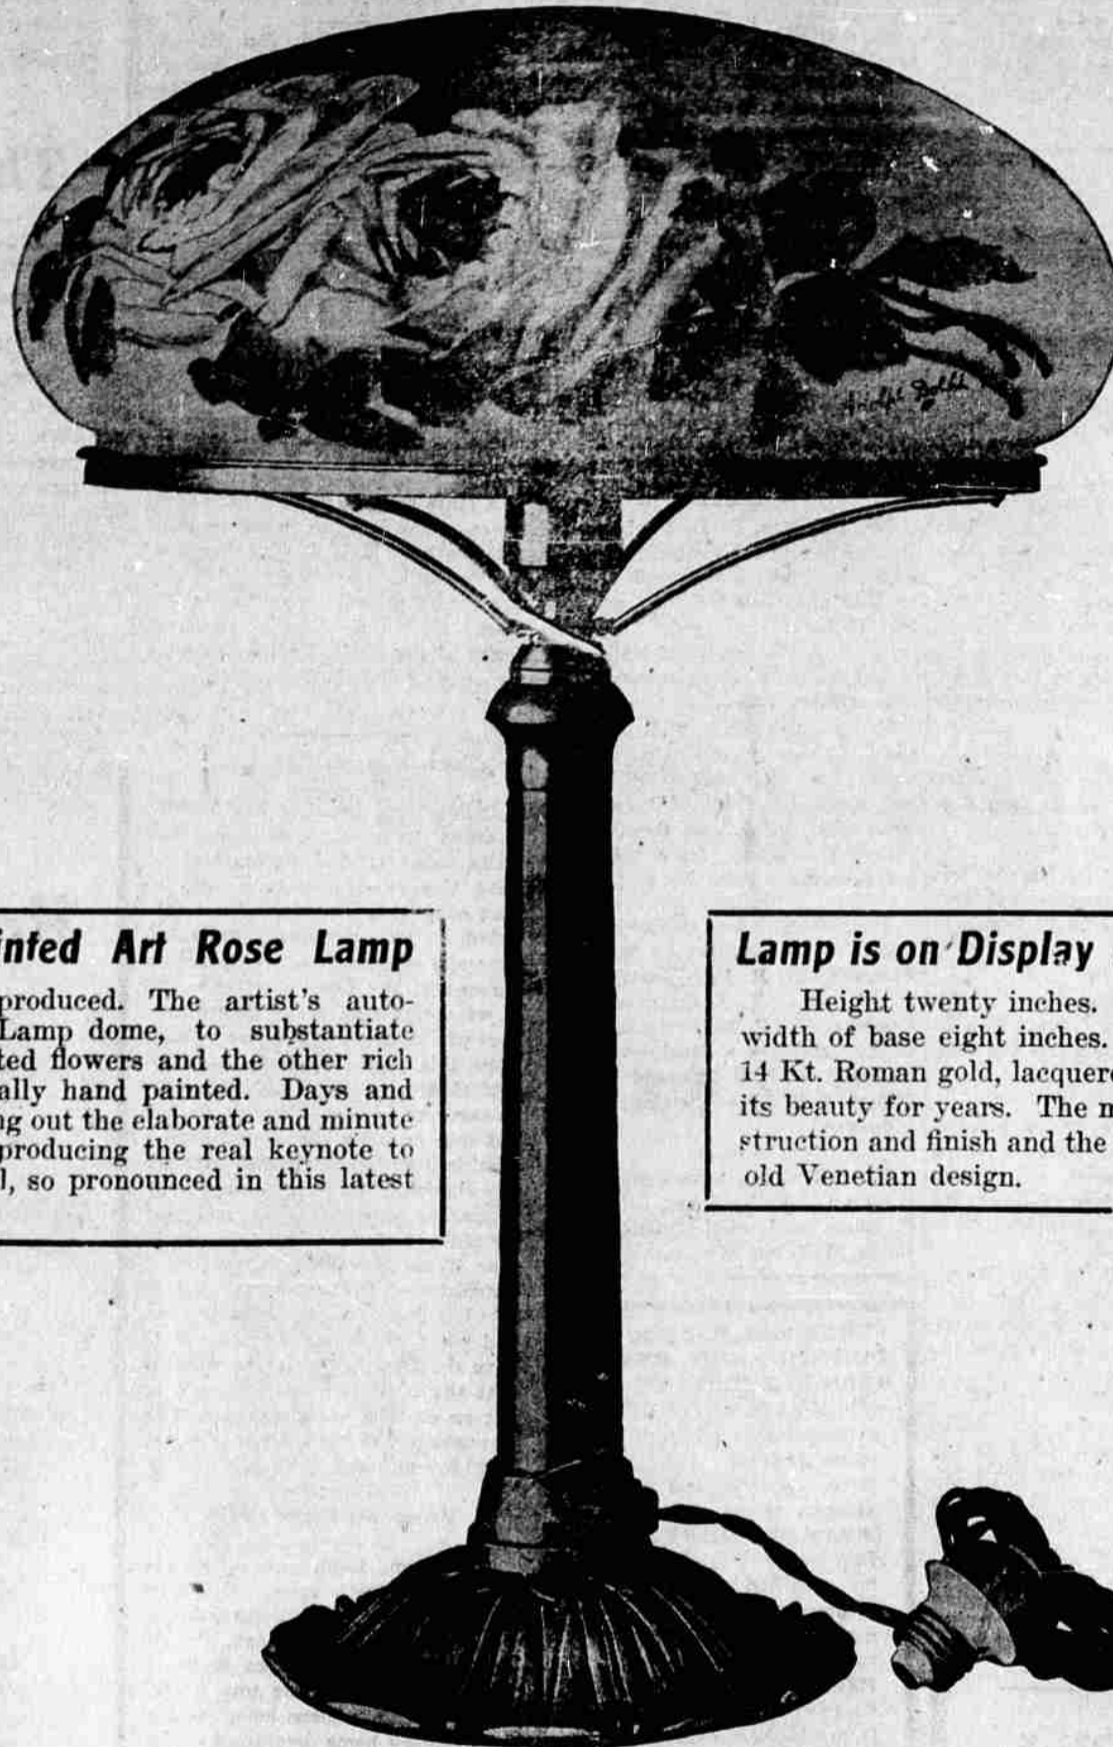 inted Art Rose Lamp
produced. The artist's auto-
Lamp dome, to substantiate
ted flowers and the other rich
ally hand painted. Days and
ng out the elaborate and minute
producing the real keynote to
l, so pronounced in this latest
Lamp is on Display
Height twenty inches.
width of base eight inches.
14 Kt. Roman gold, lacquere
its beauty for years. The m
struction and finish and the
old Venetian design.